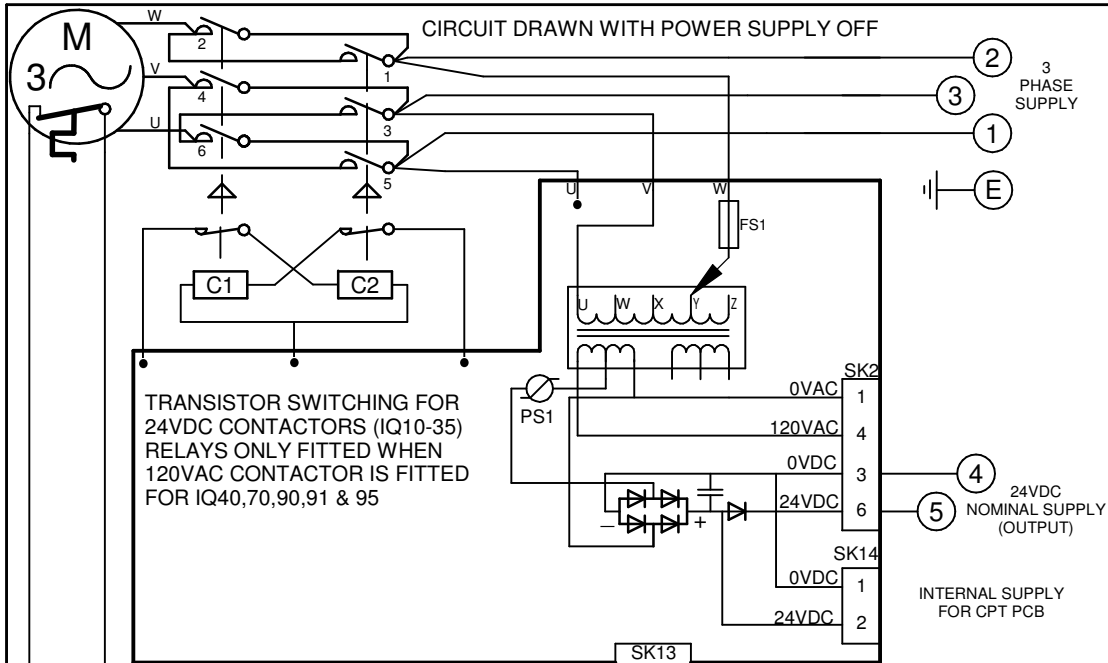 CIRCUIT DRAWN WITH POWER SUPPLY OFF
W
M
3
V
U
2
1
4
3
6
5
2
3
1
E
3
PHASE
SUPPLY
C1
C2
U
V
W
FS1
U
W
X
Y
Z
PS1
TRANSISTOR SWITCHING FOR
24VDC CONTACTORS (IQ10-35)
RELAYS ONLY FITTED WHEN
120VAC CONTACTOR IS FITTED
FOR IQ40,70,90,91 & 95
SK2
0VAC 1
120VAC 4
0VDC 3
24VDC 6
4
5
24VDC
NOMINAL SUPPLY
(OUTPUT)
− +
SK14
0VDC 1
24VDC 2
INTERNAL SUPPLY
FOR CPT PCB
SK13